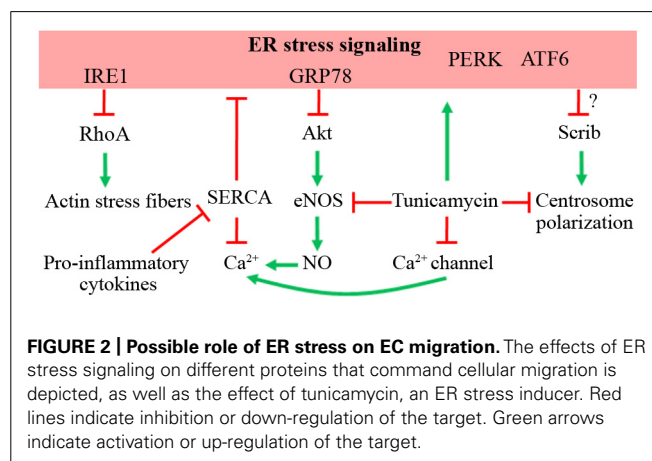 ER stress signaling
IRE1 GRP78 PERK ATF6
?
RhoA Akt Scrib
Actin stress fibers SERCA eNOS Tunicamycin Centrosome
polarization
Pro-inflammatory
cytokines
Ca²⁺ NO Ca²⁺ channel
FIGURE 2 | Possible role of ER stress on EC migration. The effects of ER
stress signaling on different proteins that command cellular migration is
depicted, as well as the effect of tunicamycin, an ER stress inducer. Red
lines indicate inhibition or down-regulation of the target. Green arrows
indicate activation or up-regulation of the target.